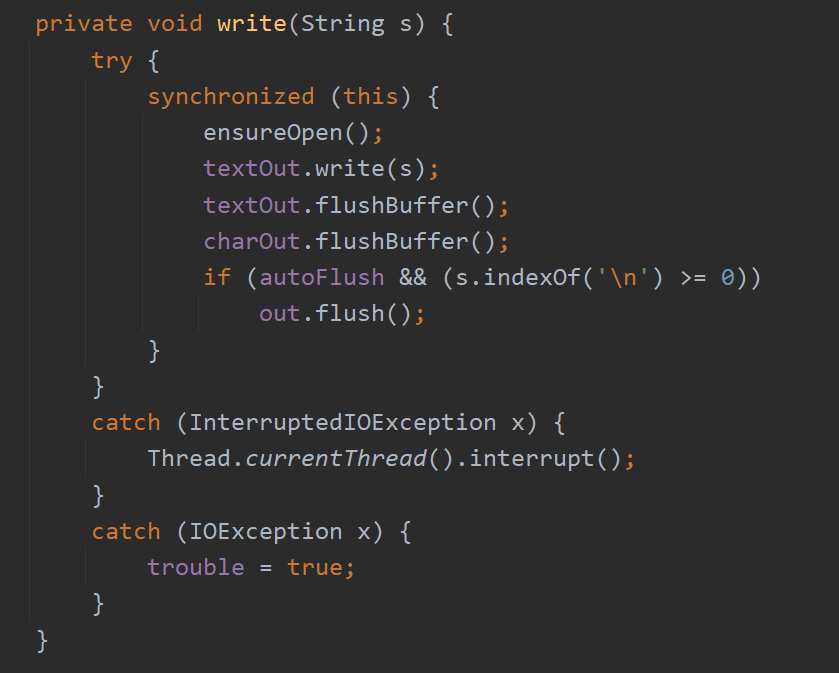 private void write(String s) {
    try {
        synchronized (this) {
            ensureOpen();
            textOut.write(s);
            textOut.flushBuffer();
            charOut.flushBuffer();
            if (autoFlush && (s.indexOf('\n') >= 0))
                out.flush();
        }
    }
    catch (InterruptedIOException x) {
        Thread.currentThread().interrupt();
    }
    catch (IOException x) {
        trouble = true;
    }
}